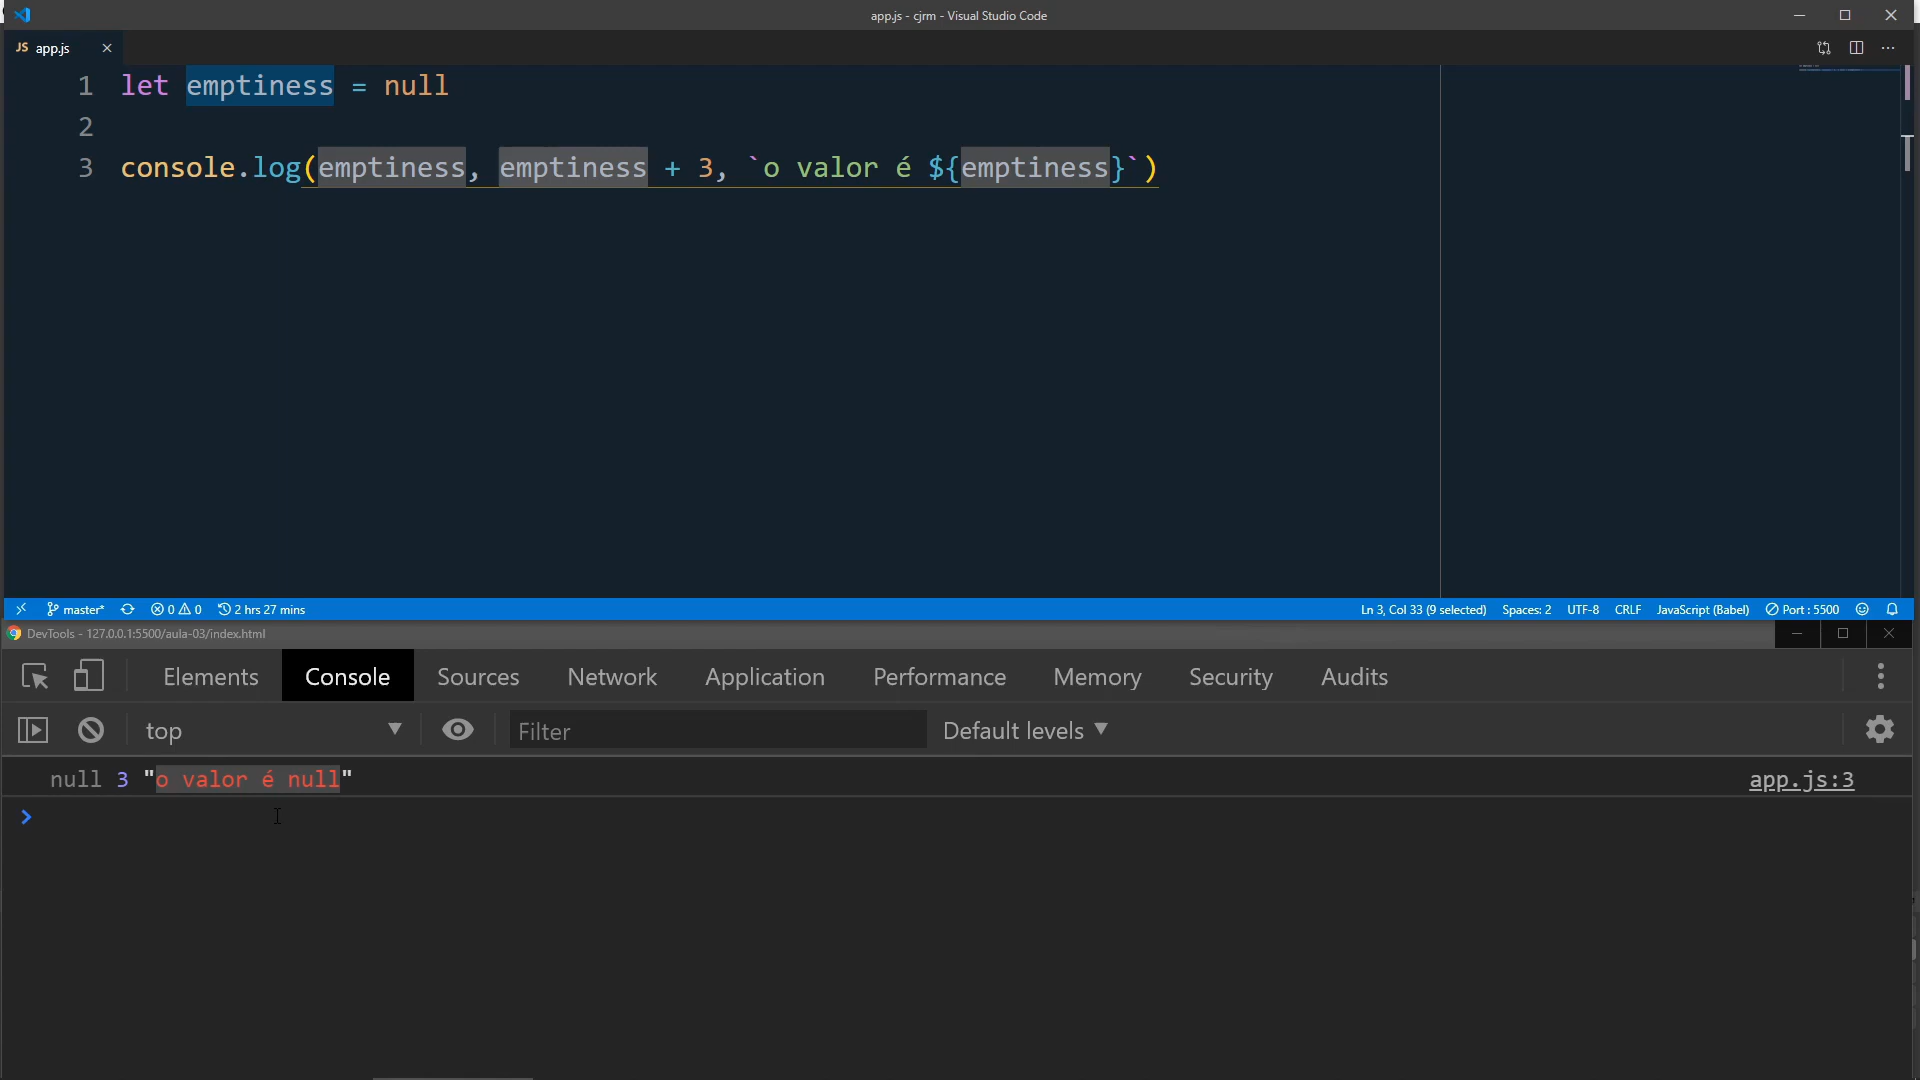 app.js - cjrm - Visual Studio Code
JS app.js
1 let emptiness = null
2
3 console.log(emptiness, emptiness + 3, `o valor é ${emptiness}`)
master*
0 0
2 hrs 27 mins
Ln 3, Col 33 (9 selected)
Spaces: 2
UTF-8
CRLF
JavaScript (Babel)
Port : 5500
DevTools - 127.0.0.1:5500/aula-03/index.html
Elements Console Sources Network Application Performance Memory Security Audits
top
Filter
Default levels
null 3 "o valor é null"
app.js:3